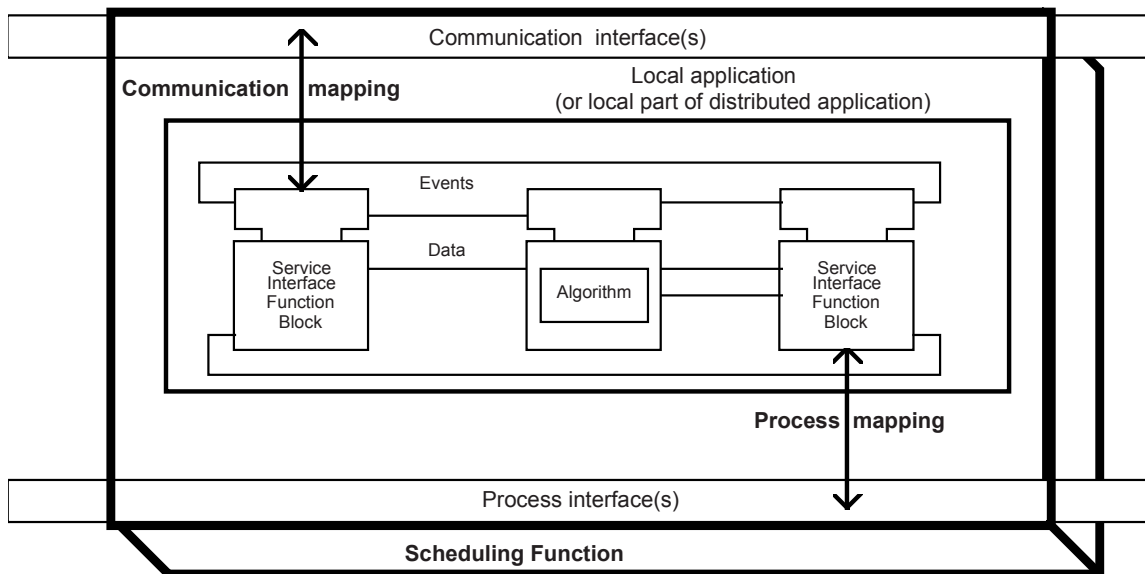 Communication interface(s)
Local application
(or local part of distributed application)
Communication mapping
Events
Data
Service
Interface
Function
Block
Algorithm
Service
Interface
Function
Block
Process mapping
Process interface(s)
Scheduling Function